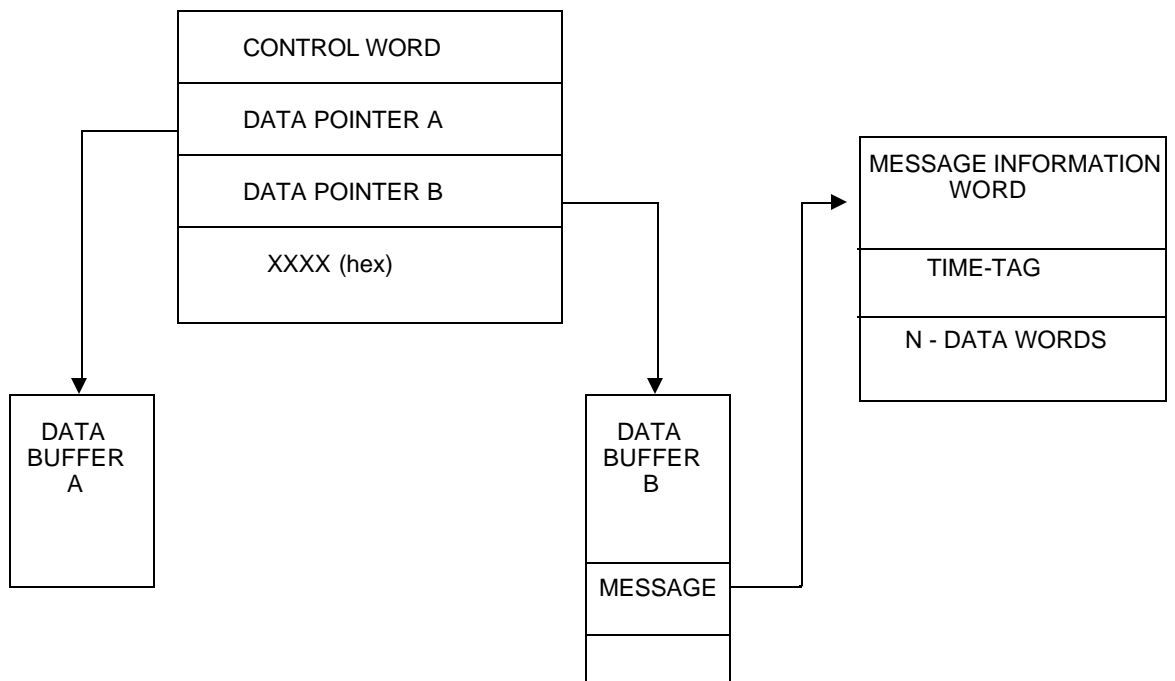 CONTROL WORD
DATA POINTER A
DATA POINTER B
XXXX (hex)
MESSAGE INFORMATION
WORD
TIME-TAG
N - DATA WORDS
DATA
BUFFER
A
DATA
BUFFER
B
MESSAGE